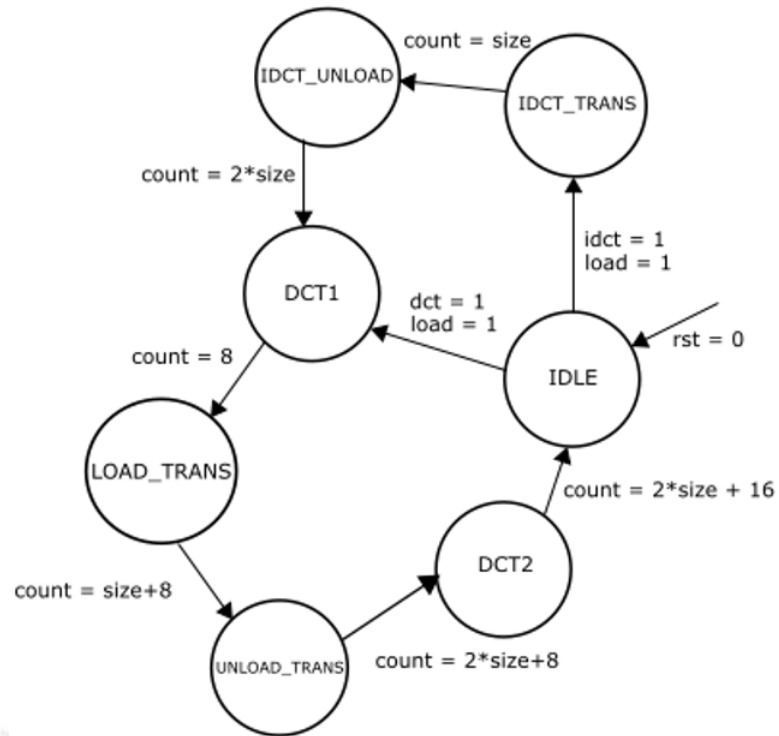 count = size
IDCT_UNLOAD
IDCT_TRANS
count = 2*size
idct = 1
load = 1
DCT1
dct = 1
load = 1
rst = 0
count = 8
IDLE
LOAD_TRANS
count = 2*size + 16
DCT2
count = size+8
count = 2*size+8
UNLOAD_TRANS